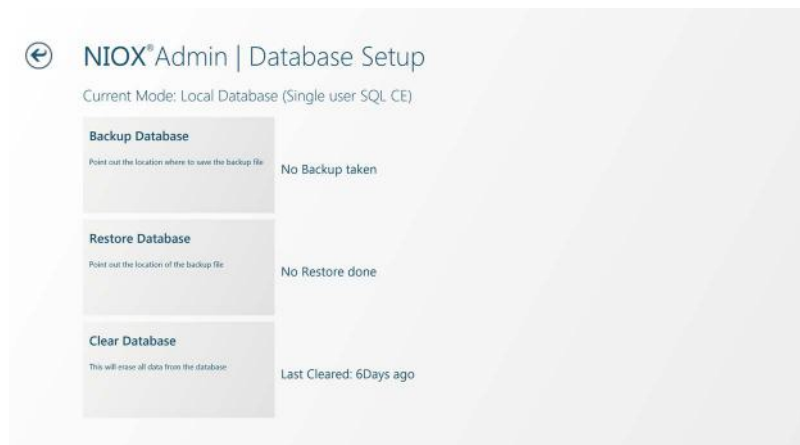 NIOX® Admin | Database Setup
Current Mode: Local Database (Single user SQL CE)
Backup Database
Point out the location where to save the backup file
No Backup taken
Restore Database
Point out the location of the backup file
No Restore done
Clear Database
This will erase all data from the database
Last Cleared: 6Days ago